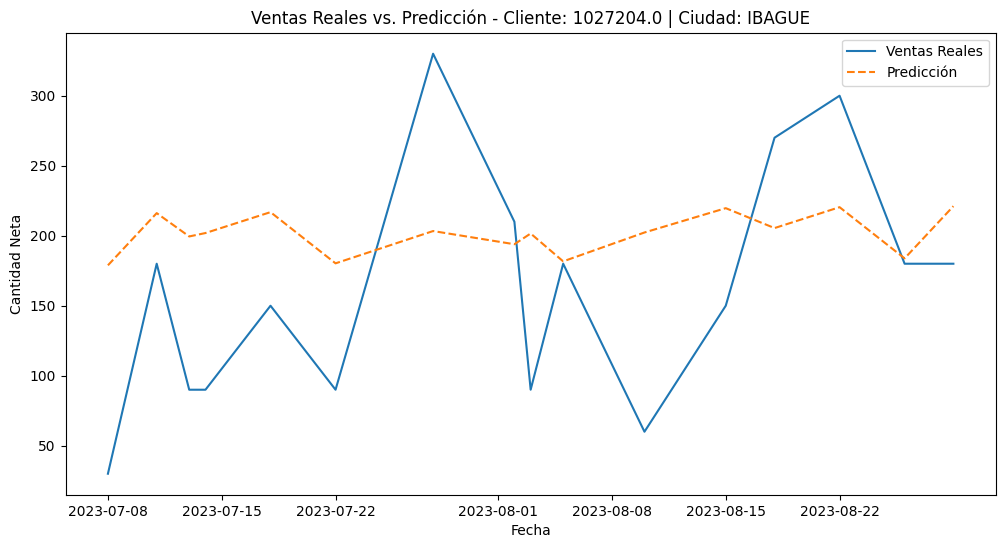 Ventas Reales vs. Predicción - Cliente: 1027204.0 | Ciudad: IBAGUE
Ventas Reales
Predicción
Cantidad Neta
300
250
200
150
100
50
2023-07-08 2023-07-15 2023-07-22 2023-08-01 2023-08-08 2023-08-15 2023-08-22
Fecha